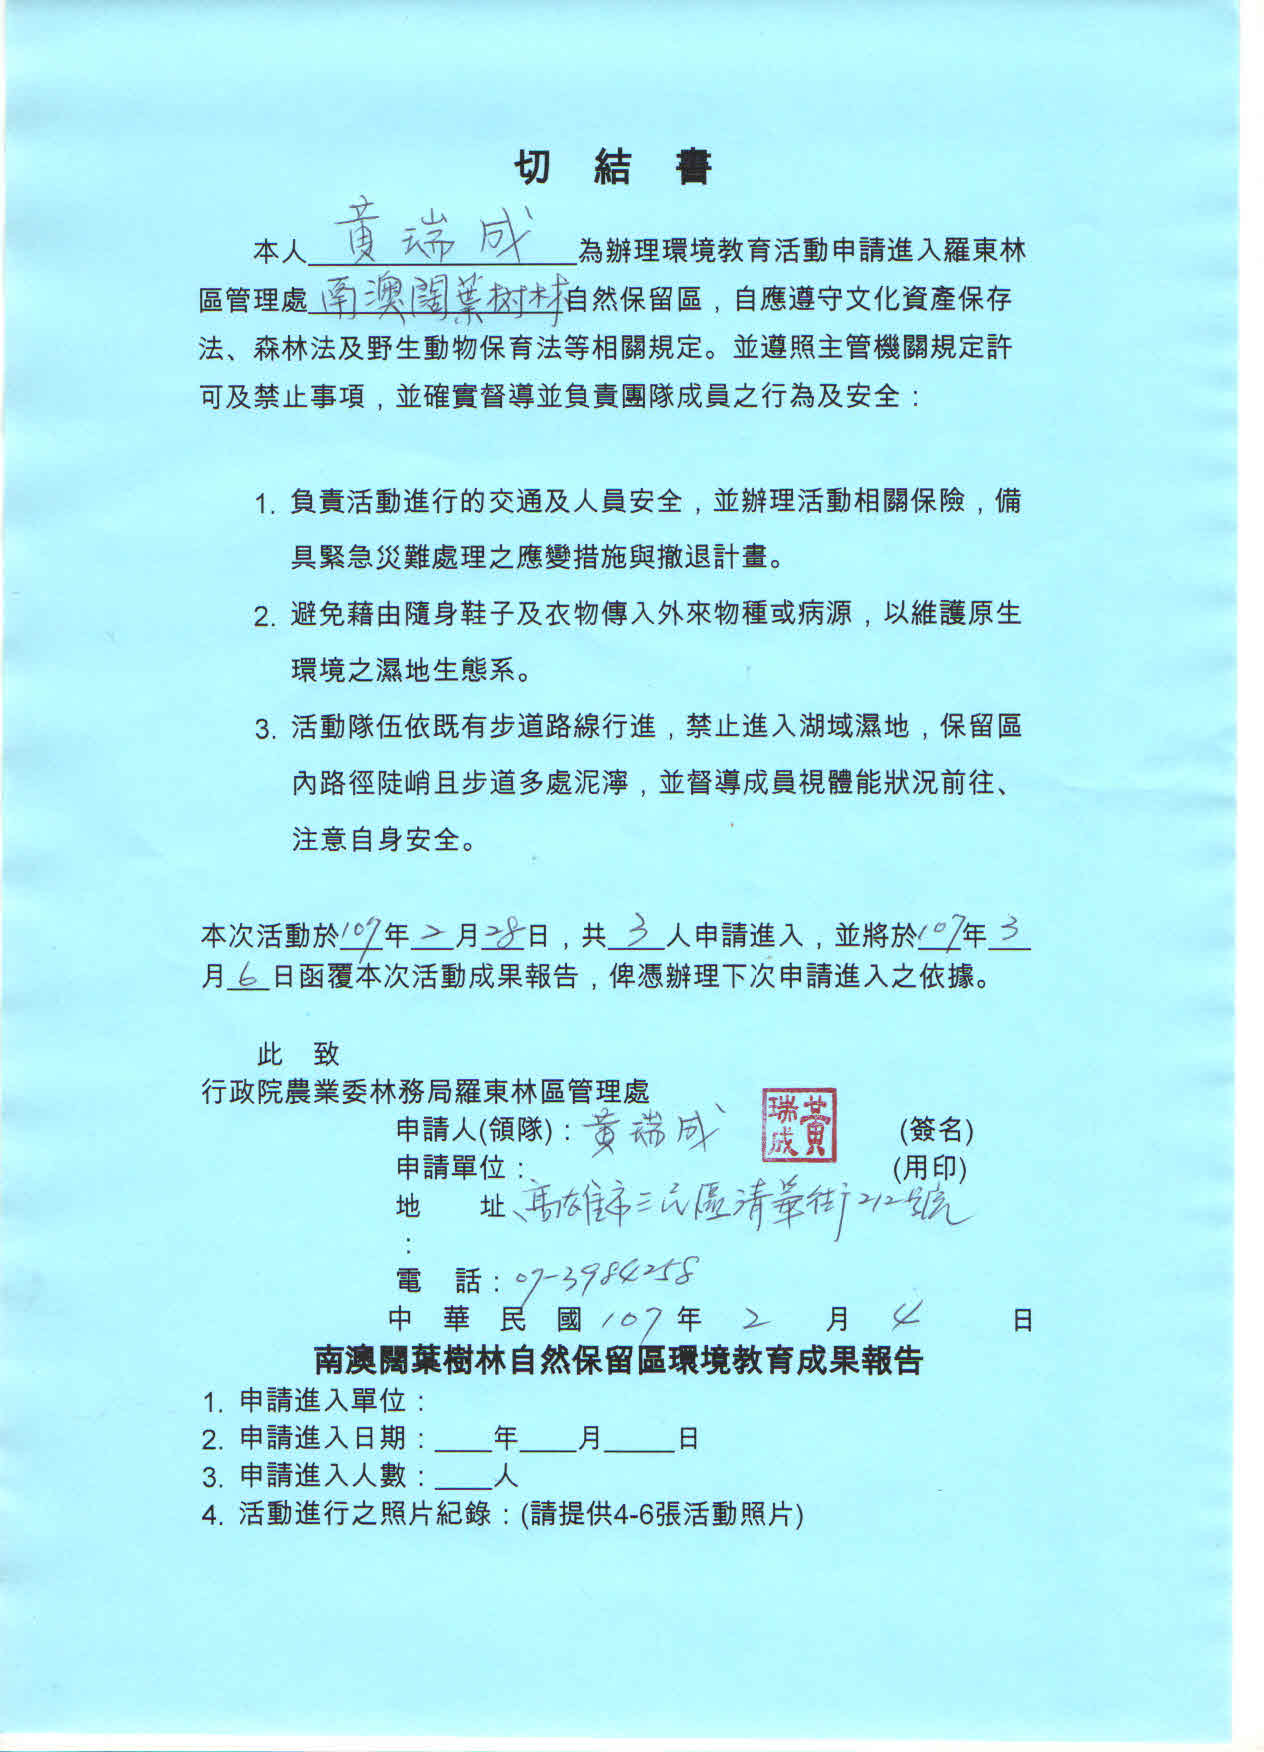 切 結 書
本人黃瑞成為辦理環境教育活動申請進入羅東林
區管理處南澳闊葉树林自然保留區，自應遵守文化資產保存
法、森林法及野生動物保育法等相關規定。並遵照主管機關規定許
可及禁止事項，並確實督導並負責團隊成員之行為及安全：
1. 負責活動進行的交通及人員安全，並辦理活動相關保險，備
具緊急災難處理之應變措施與撤退計畫。
2. 避免藉由隨身鞋子及衣物傳入外來物種或病源，以維護原生
環境之濕地生態系。
3. 活動隊伍依既有步道路線行進，禁止進入湖域濕地，保留區
內路徑陡峭且步道多處泥濘，並督導成員視體能狀況前往、
注意自身安全。
本次活動於107年2月28日，共3人申請進入，並將於107年3
月6日函覆本次活動成果報告，俾憑辦理下次申請進入之依據。
此 致
行政院農業委林務局羅東林區管理處
申請人(領隊)：黃瑞成 黃瑞成 (簽名)
申請單位： (用印)
地 址 高雄市三民區清華街212號
：
電 話：07-3984258
中 華 民 國 107 年 2 月 4 日
南澳闊葉樹林自然保留區環境教育成果報告
1. 申請進入單位：
2. 申請進入日期：____年____月_____日
3. 申請進入人數：____人
4. 活動進行之照片紀錄：(請提供4-6張活動照片)